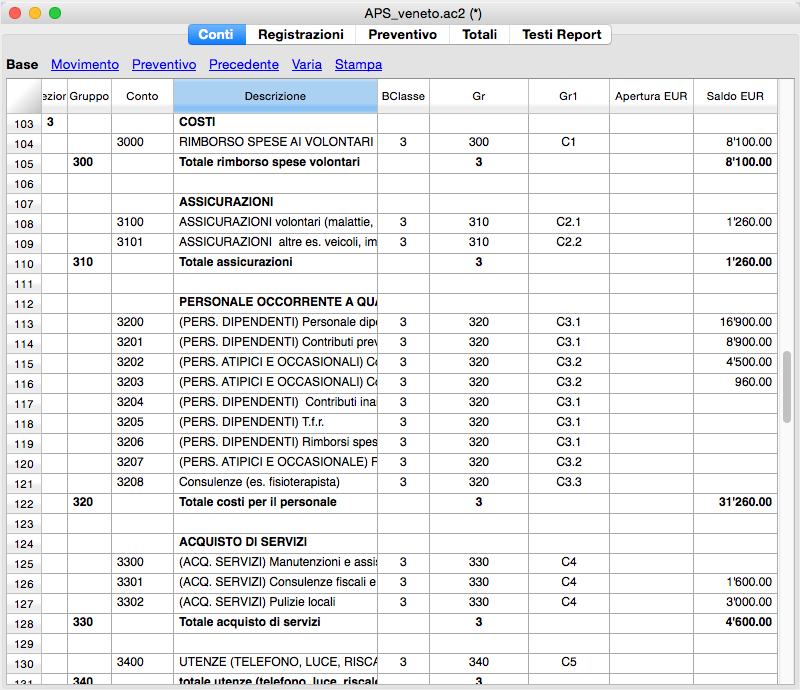 APS_veneto.ac2 (*)
Conti Registrazioni Preventivo Totali Testi Report
Base Movimento Preventivo Precedente Varia Stampa
ezior Gruppo Conto Descrizione BClasse Gr Gr1 Apertura EUR Saldo EUR
103 3 COSTI
104 3000 RIMBORSO SPESE AI VOLONTARI 3 300 C1 8'100.00
105 300 Totale rimborso spese volontari 3 8'100.00
106
107 ASSICURAZIONI
108 3100 ASSICURAZIONI volontari (malattie, 3 310 C2.1 1'260.00
109 3101 ASSICURAZIONI altre es. veicoli, im 3 310 C2.2
110 310 Totale assicurazioni 3 1'260.00
111
112 PERSONALE OCCORRENTE A QUA
113 3200 (PERS. DIPENDENTI) Personale dipe 3 320 C3.1 16'900.00
114 3201 (PERS. DIPENDENTI) Contributi prev 3 320 C3.1 8'900.00
115 3202 (PERS. ATIPICI E OCCASIONALI) Co 3 320 C3.2 4'500.00
116 3203 (PERS. ATIPICI E OCCASIONALI) Co 3 320 C3.2 960.00
117 3204 (PERS. DIPENDENTI) Contributi ina 3 320 C3.1
118 3205 (PERS. DIPENDENTI) T.f.r. 3 320 C3.1
119 3206 (PERS. DIPENDENTI) Rimborsi spes 3 320 C3.1
120 3207 (PERS. ATIPICI E OCCASIONALE) F 3 320 C3.2
121 3208 Consulenze (es. fisioterapista) 3 320 C3.3
122 320 Totale costi per il personale 3 31'260.00
123
124 ACQUISTO DI SERVIZI
125 3300 (ACQ. SERVIZI) Manutenzioni e assis 3 330 C4
126 3301 (ACQ. SERVIZI) Consulenze fiscali e 3 330 C4 1'600.00
127 3302 (ACQ. SERVIZI) Pulizie locali 3 330 C4 3'000.00
128 330 Totale acquisto di servizi 3 4'600.00
129
130 3400 UTENZE (TELEFONO, LUCE, RISCA 3 340 C5
131 340 totale utenze (telefono, luce, riscale 3